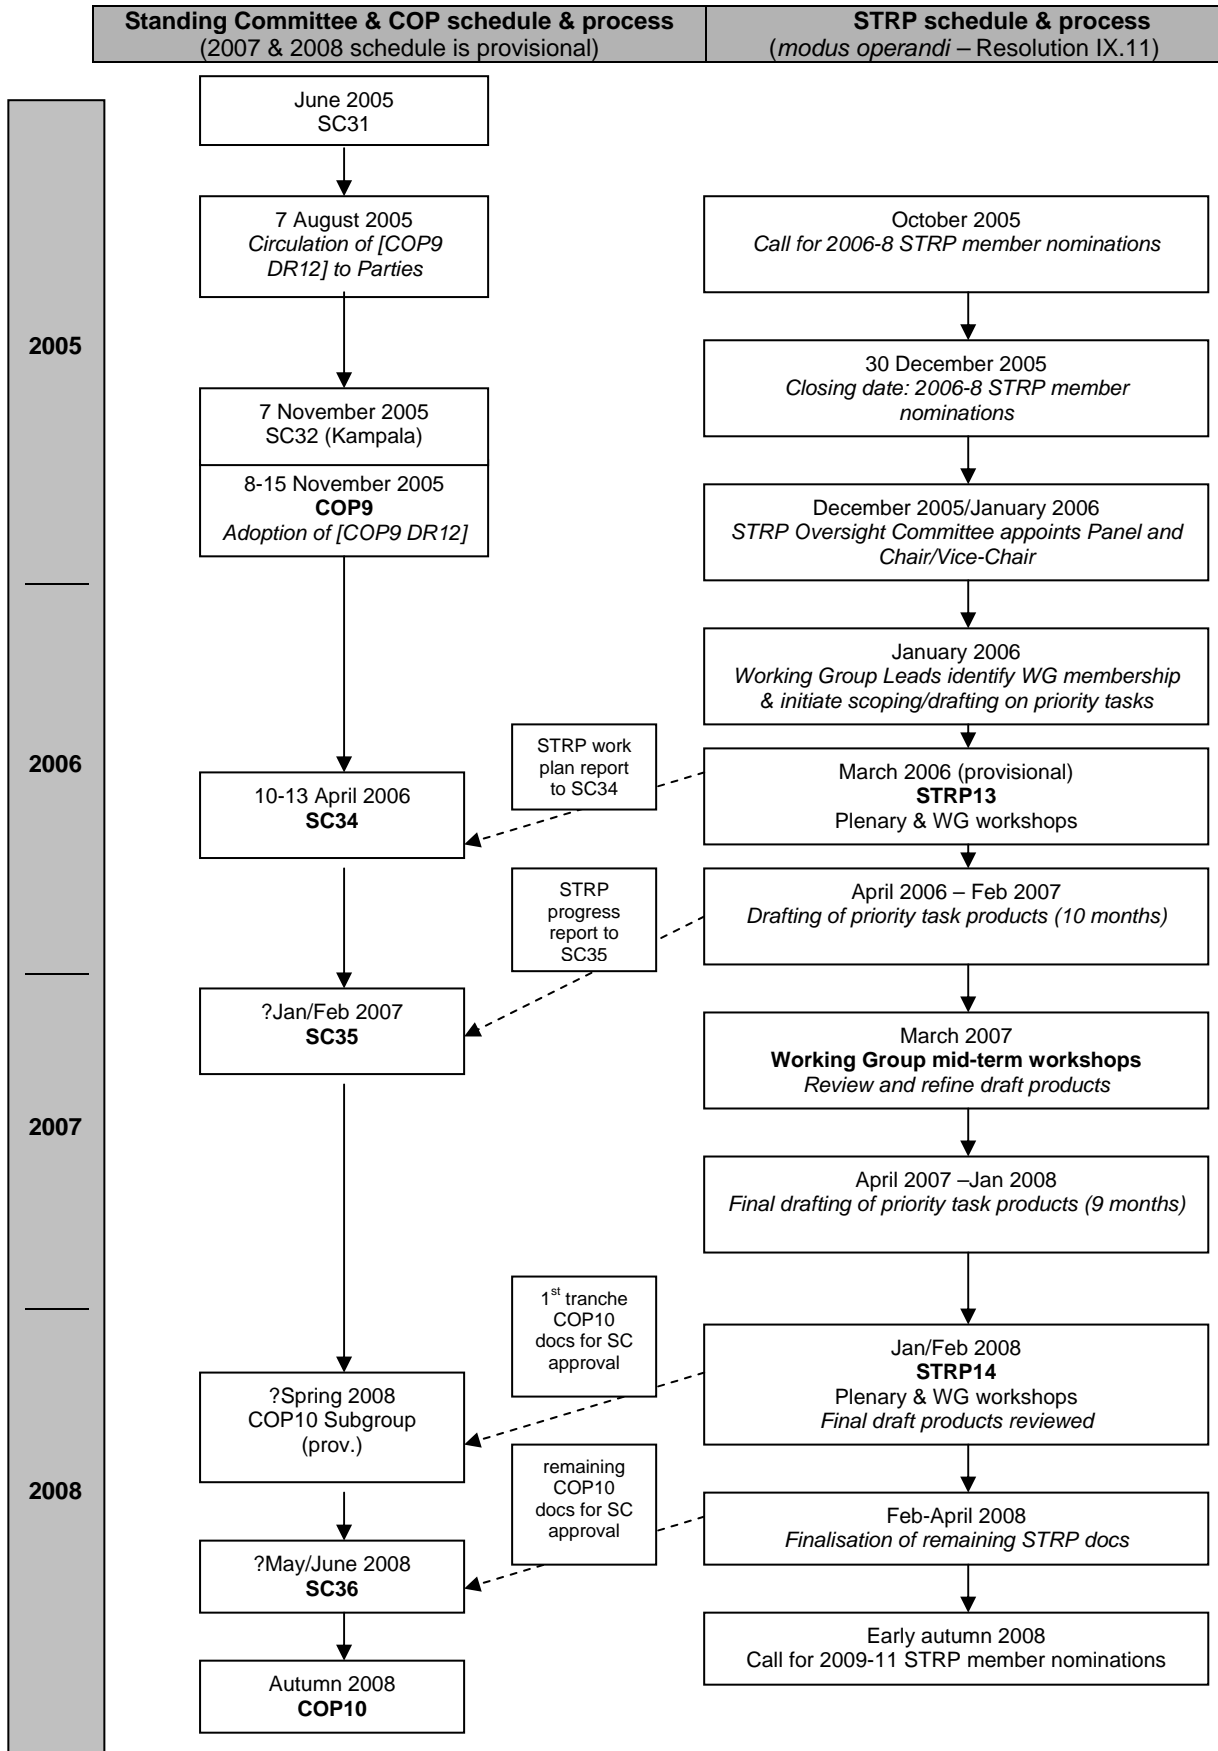 Standing Committee & COP schedule & process
(2007 & 2008 schedule is provisional)
STRP schedule & process
(modus operandi – Resolution IX.11)
2005
2006
2007
2008
June 2005
SC31
7 August 2005
Circulation of [COP9
DR12] to Parties
7 November 2005
SC32 (Kampala)
8-15 November 2005
COP9
Adoption of [COP9 DR12]
10-13 April 2006
SC34
?Jan/Feb 2007
SC35
?Spring 2008
COP10 Subgroup
(prov.)
?May/June 2008
SC36
Autumn 2008
COP10
STRP work
plan report
to SC34
STRP
progress
report to
SC35
1st tranche
COP10
docs for SC
approval
remaining
COP10
docs for SC
approval
October 2005
Call for 2006-8 STRP member nominations
30 December 2005
Closing date: 2006-8 STRP member
nominations
December 2005/January 2006
STRP Oversight Committee appoints Panel and
Chair/Vice-Chair
January 2006
Working Group Leads identify WG membership
& initiate scoping/drafting on priority tasks
March 2006 (provisional)
STRP13
Plenary & WG workshops
April 2006 – Feb 2007
Drafting of priority task products (10 months)
March 2007
Working Group mid-term workshops
Review and refine draft products
April 2007 –Jan 2008
Final drafting of priority task products (9 months)
Jan/Feb 2008
STRP14
Plenary & WG workshops
Final draft products reviewed
Feb-April 2008
Finalisation of remaining STRP docs
Early autumn 2008
Call for 2009-11 STRP member nominations